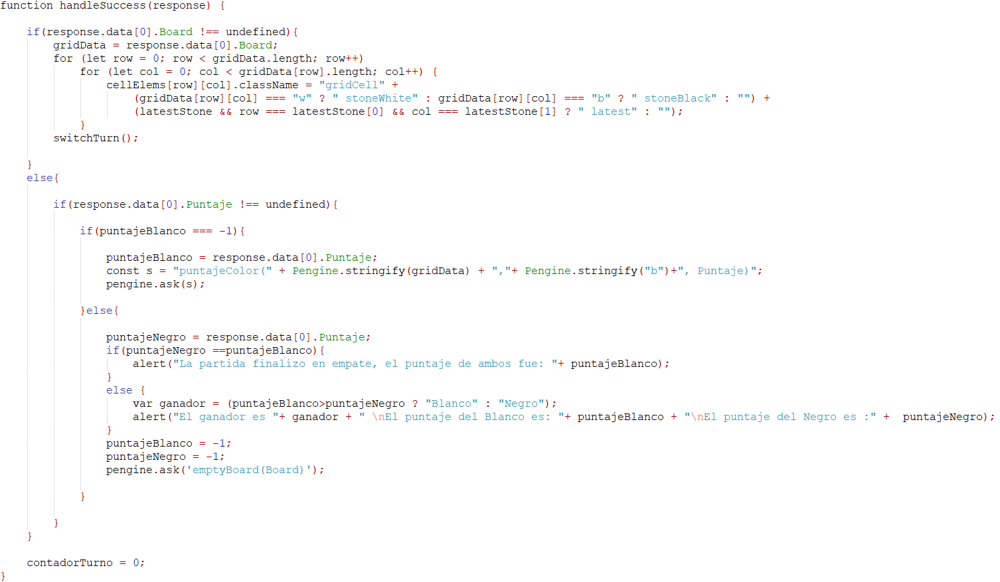 function handleSuccess(response) {
if(response.data[0].Board !== undefined){
gridData = response.data[0].Board;
for (let row = 0; row < gridData.length; row++)
for (let col = 0; col < gridData[row].length; col++) {
cellElems[row][col].className = "gridCell" +
(gridData[row][col] === "w" ? " stoneWhite" : gridData[row][col] === "b" ? " stoneBlack" : "") +
(latestStone && row === latestStone[0] && col === latestStone[1] ? " latest" : "");
}
switchTurn();
}
else{
if(response.data[0].Puntaje !== undefined){
if(puntajeBlanco === -1){
puntajeBlanco = response.data[0].Puntaje;
const s = "puntajeColor(" + Pengine.stringify(gridData) + ","+ Pengine.stringify("b")+", Puntaje)";
pengine.ask(s);
}else{
puntajeNegro = response.data[0].Puntaje;
if(puntajeNegro ==puntajeBlanco){
alert("La partida finalizo en empate, el puntaje de ambos fue: "+ puntajeBlanco);
}
else {
var ganador = (puntajeBlanco>puntajeNegro ? "Blanco" : "Negro");
alert("El ganador es "+ ganador + " \nEl puntaje del Blanco es: "+ puntajeBlanco + "\nEl puntaje del Negro es :" +  puntajeNegro);
}
puntajeBlanco = -1;
puntajeNegro = -1;
pengine.ask('emptyBoard(Board)');
}
}
}
contadorTurno = 0;
}